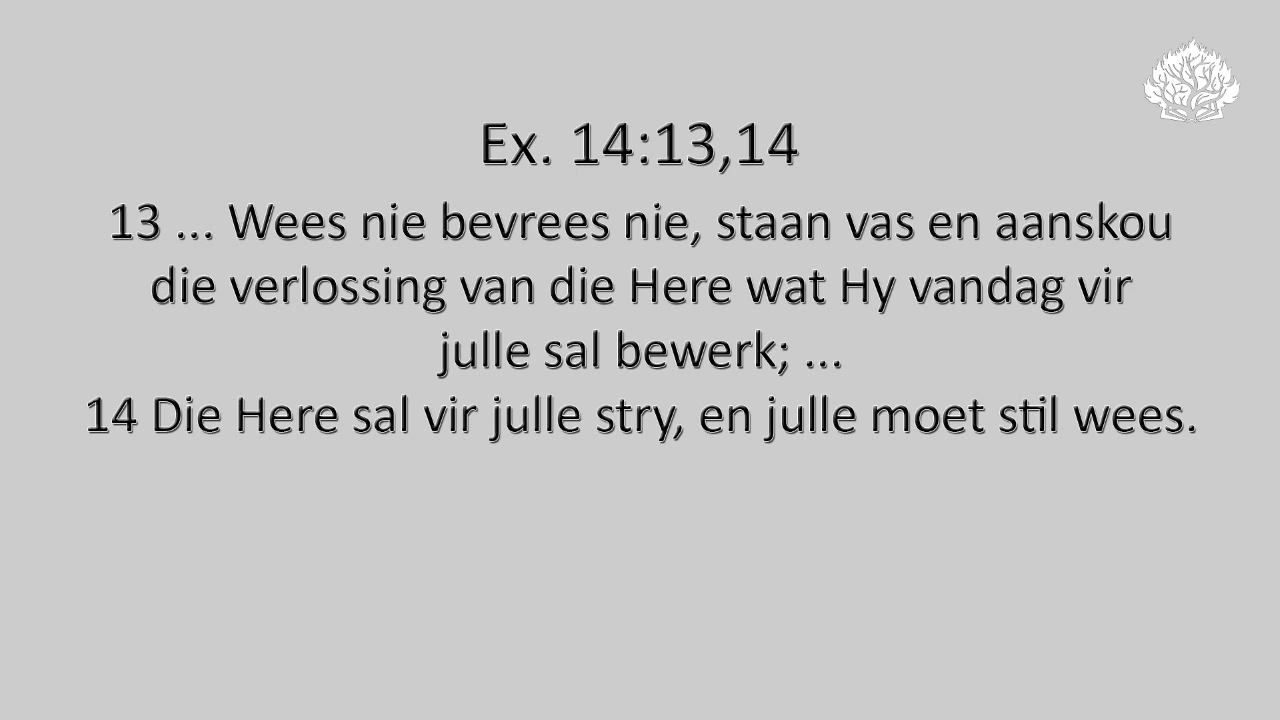 Ex. 14:13,14
13 ... Wees nie bevrees nie, staan vas en aanskou
die verlossing van die Here wat Hy vandag vir
julle sal bewerk; ...
14 Die Here sal vir julle stry, en julle moet stil wees.